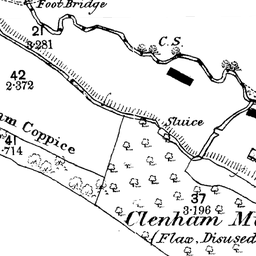 Foot Bridge
21
3·281
C. S.
42
2·372
Sluice
Coppice
41
·714
37
3·196
Clenham
(Flax, Disused